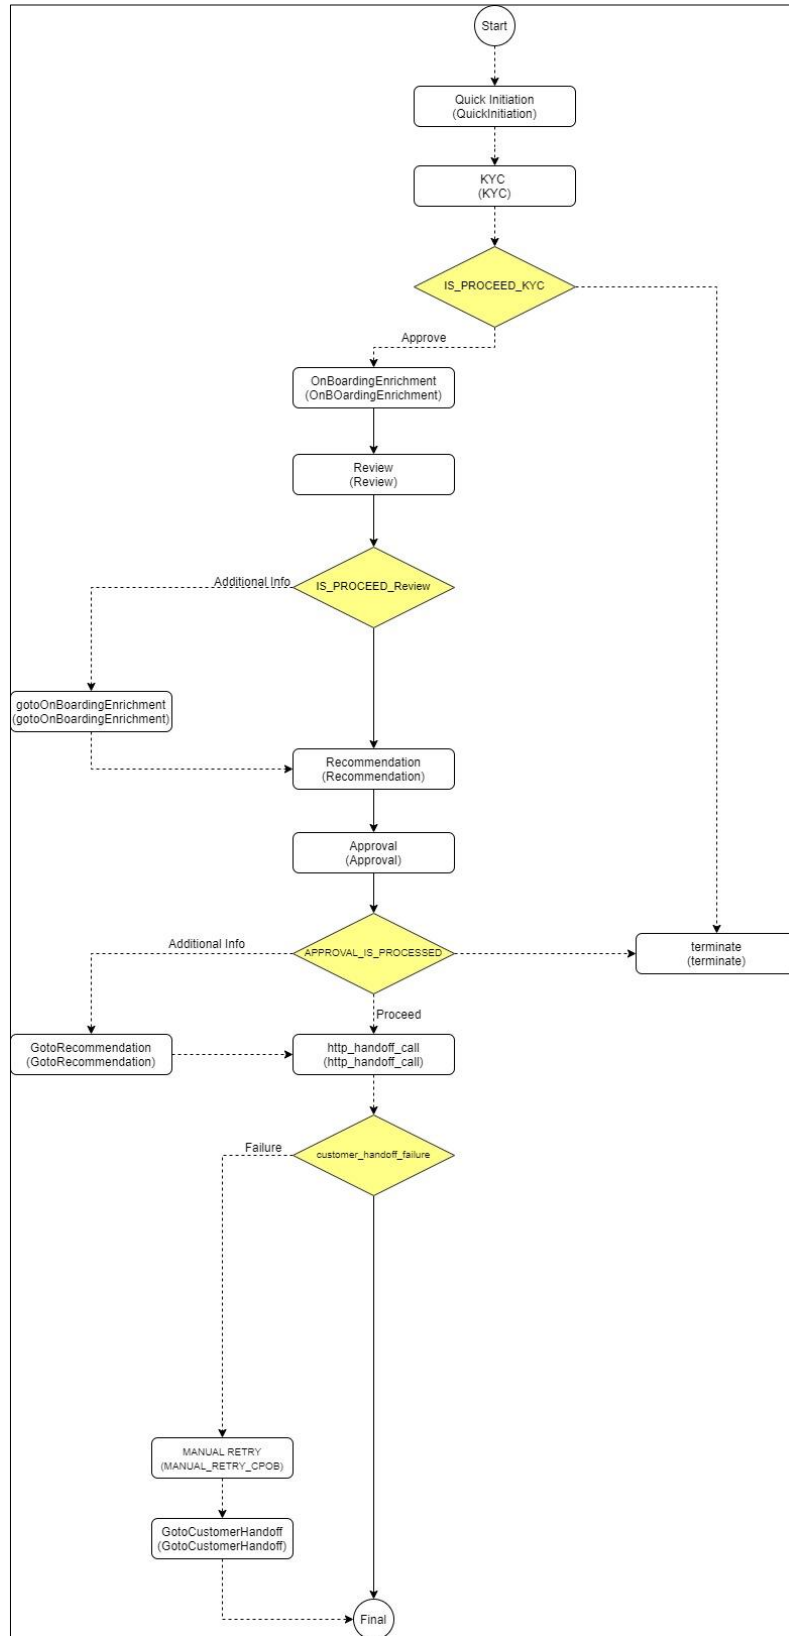 Start
Quick Initiation
(QuickInitiation)
KYC
(KYC)
IS_PROCEED_KYC
Approve
OnBoardingEnrichment
(OnBOardingEnrichment)
Review
(Review)
Additional Info
IS_PROCEED_Review
gotoOnBoardingEnrichment
(gotoOnBoardingEnrichment)
Recommendation
(Recommendation)
Approval
(Approval)
Additional Info
APPROVAL_IS_PROCESSED
terminate
(terminate)
Proceed
GotoRecommendation
(GotoRecommendation)
http_handoff_call
(http_handoff_call)
Failure
customer_handoff_failure
MANUAL RETRY
(MANUAL_RETRY_CPOB)
GotoCustomerHandoff
(GotoCustomerHandoff)
Final